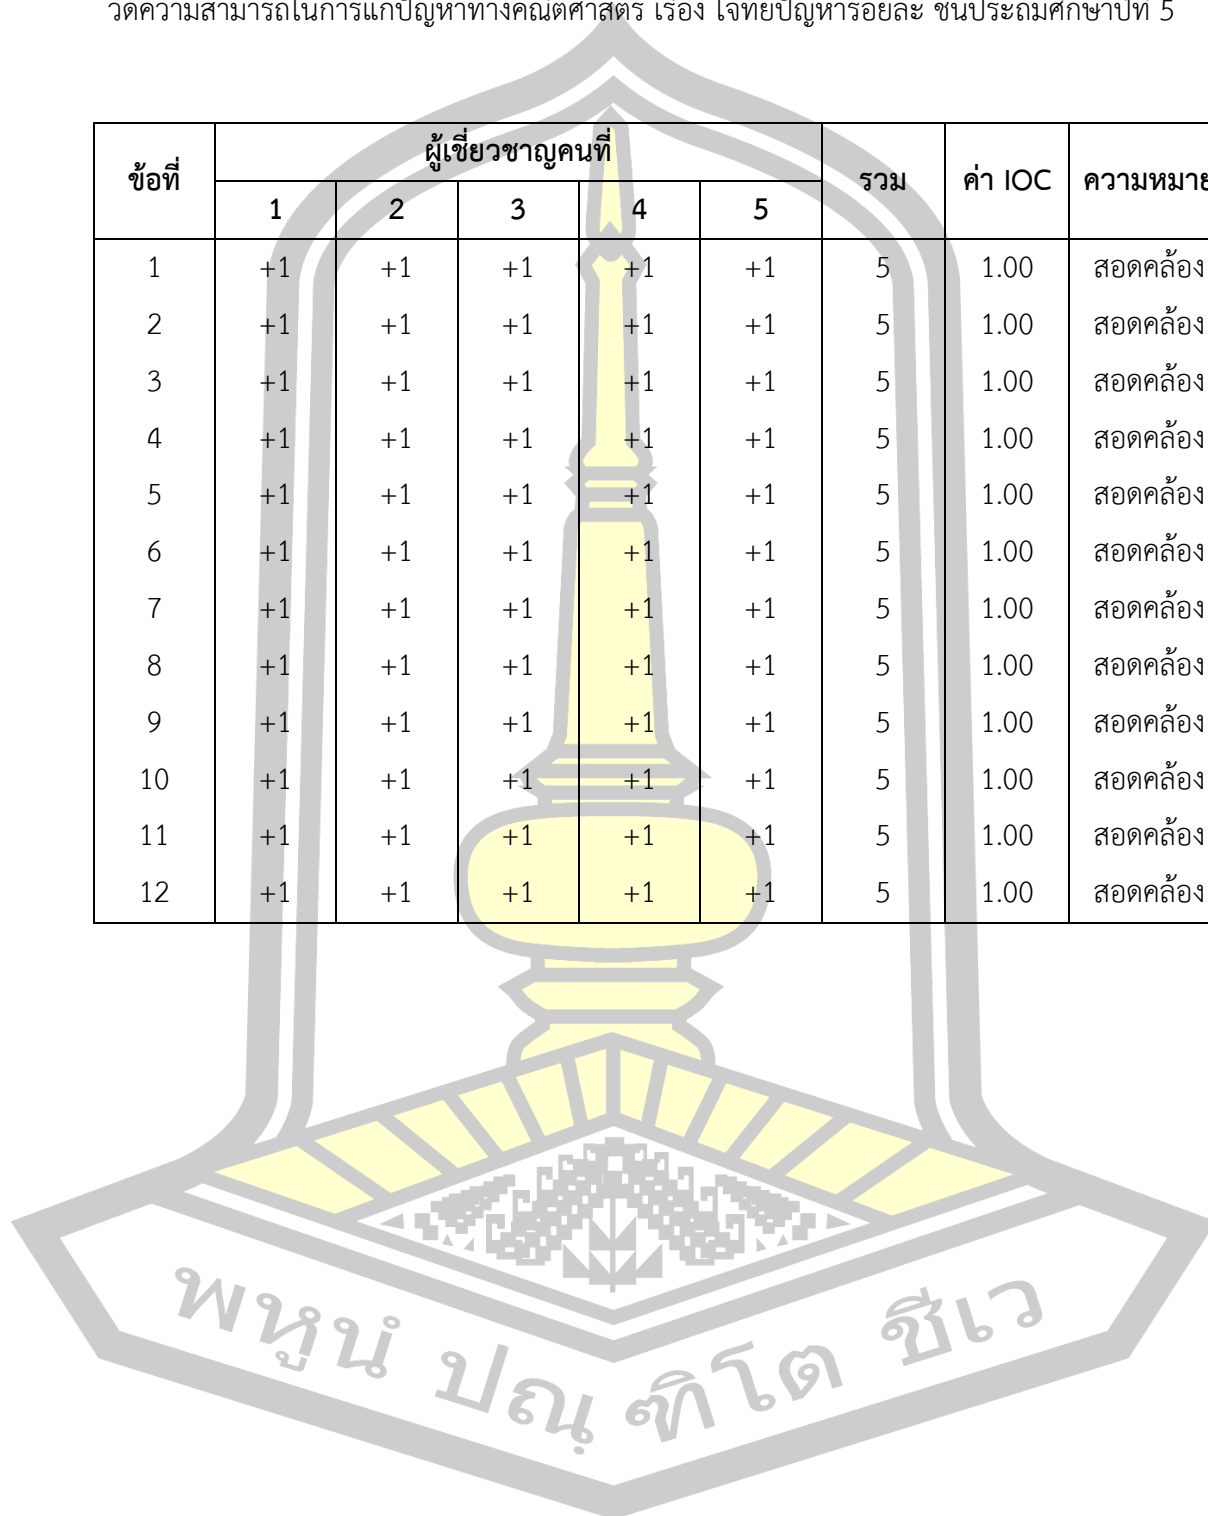 วัดความสามารถในการแก้ปัญหาทางคณิตศาสตร์ เรื่อง โจทย์ปัญหาร้อยละ ชั้นประถมศึกษาปีที่ 5
ข้อที่ ผู้เชี่ยวชาญคนที่ รวม ค่า IOC ความหมาย
1 2 3 4 5
1 +1 +1 +1 +1 +1 5 1.00 สอดคล้อง
2 +1 +1 +1 +1 +1 5 1.00 สอดคล้อง
3 +1 +1 +1 +1 +1 5 1.00 สอดคล้อง
4 +1 +1 +1 +1 +1 5 1.00 สอดคล้อง
5 +1 +1 +1 +1 +1 5 1.00 สอดคล้อง
6 +1 +1 +1 +1 +1 5 1.00 สอดคล้อง
7 +1 +1 +1 +1 +1 5 1.00 สอดคล้อง
8 +1 +1 +1 +1 +1 5 1.00 สอดคล้อง
9 +1 +1 +1 +1 +1 5 1.00 สอดคล้อง
10 +1 +1 +1 +1 +1 5 1.00 สอดคล้อง
11 +1 +1 +1 +1 +1 5 1.00 สอดคล้อง
12 +1 +1 +1 +1 +1 5 1.00 สอดคล้อง
พหูนํ ปณฺฑิโต ชีเว